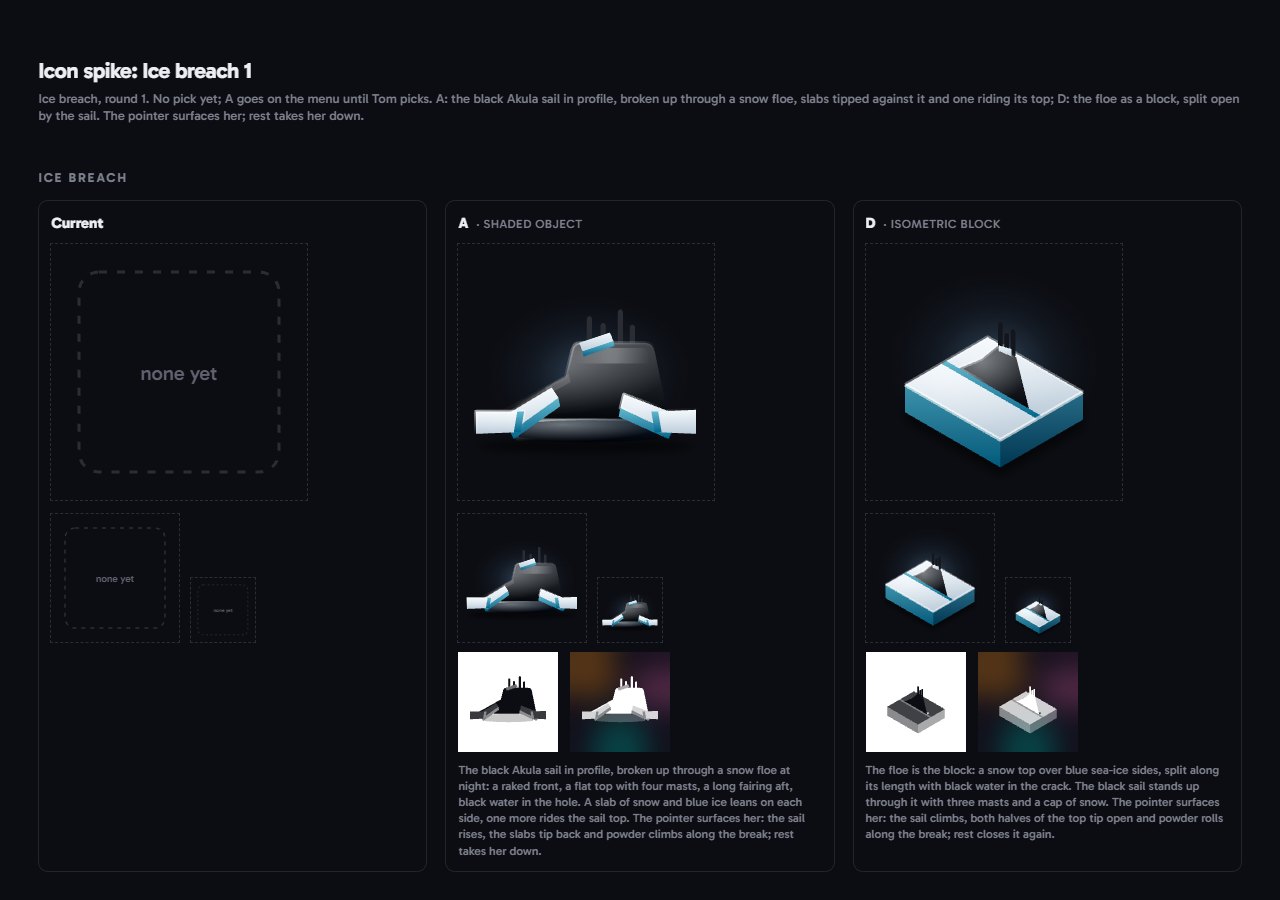 Icon spike: Ice breach 1
Ice breach, round 1. No pick yet; A goes on the menu until Tom picks. A: the black Akula sail in profile, broken up through a snow floe, slabs tipped against it and one riding its top; D: the floe as a block, split open
by the sail. The pointer surfaces her; rest takes her down.
ICE BREACH
Current
none yet
none yet
none yet
A · SHADED OBJECT
The black Akula sail in profile, broken up through a snow floe at
night: a raked front, a flat top with four masts, a long fairing aft,
black water in the hole. A slab of snow and blue ice leans on each
side, one more rides the sail top. The pointer surfaces her: the sail
rises, the slabs tip back and powder climbs along the break; rest
takes her down.
D · ISOMETRIC BLOCK
The floe is the block: a snow top over blue sea-ice sides, split along
its length with black water in the crack. The black sail stands up
through it with three masts and a cap of snow. The pointer surfaces
her: the sail climbs, both halves of the top tip open and powder rolls
along the break; rest closes it again.